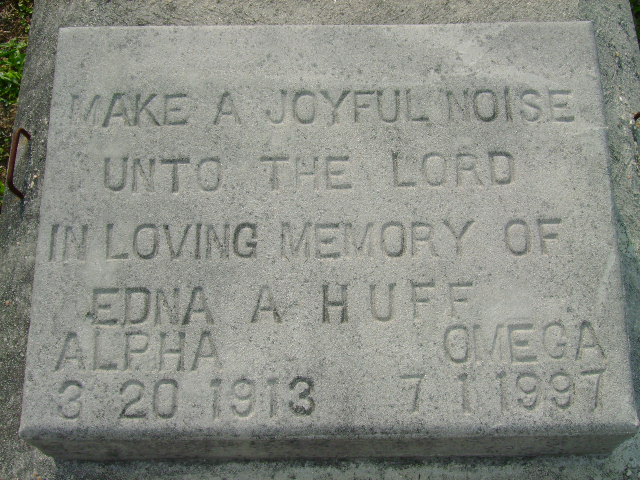 MAKE A JOYFUL NOISE
UNTO THE LORD
IN LOVING MEMORY OF
EDNA A HUFF
ALPHA OMEGA
3 20 1913 7 1 1997